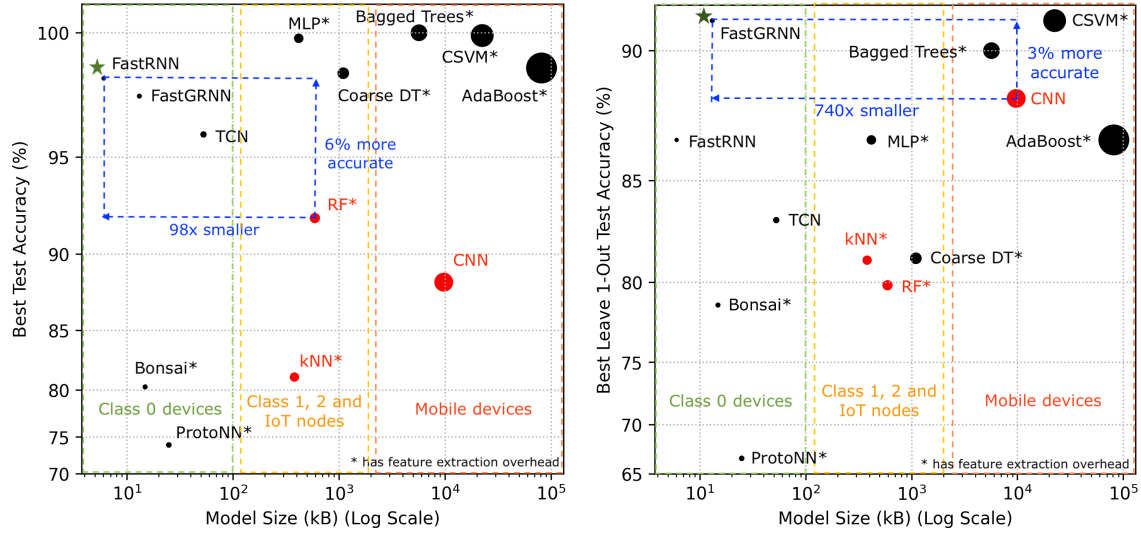 Best Test Accuracy (%)
100
95
90
85
80
75
70
MLP*
Bagged Trees*
FastRNN
CSVM*
FastGRNN
Coarse DT*
AdaBoost*
TCN
6% more
accurate
RF*
98x smaller
CNN
kNN*
Bonsai*
Class 0 devices
Class 1, 2 and
IoT nodes
Mobile devices
ProtoNN*
* has feature extraction overhead
10¹
10²
10³
10⁴
10⁵
Model Size (kB) (Log Scale)
Best Leave 1-Out Test Accuracy (%)
90
85
80
75
70
65
CSVM*
FastGRNN
Bagged Trees*
3% more
accurate
CNN
740x smaller
FastRNN
MLP*
AdaBoost*
TCN
kNN*
Coarse DT*
RF*
Bonsai*
Class 0 devices
Class 1, 2 and
IoT nodes
Mobile devices
ProtoNN*
* has feature extraction overhead
10¹
10²
10³
10⁴
10⁵
Model Size (kB) (Log Scale)